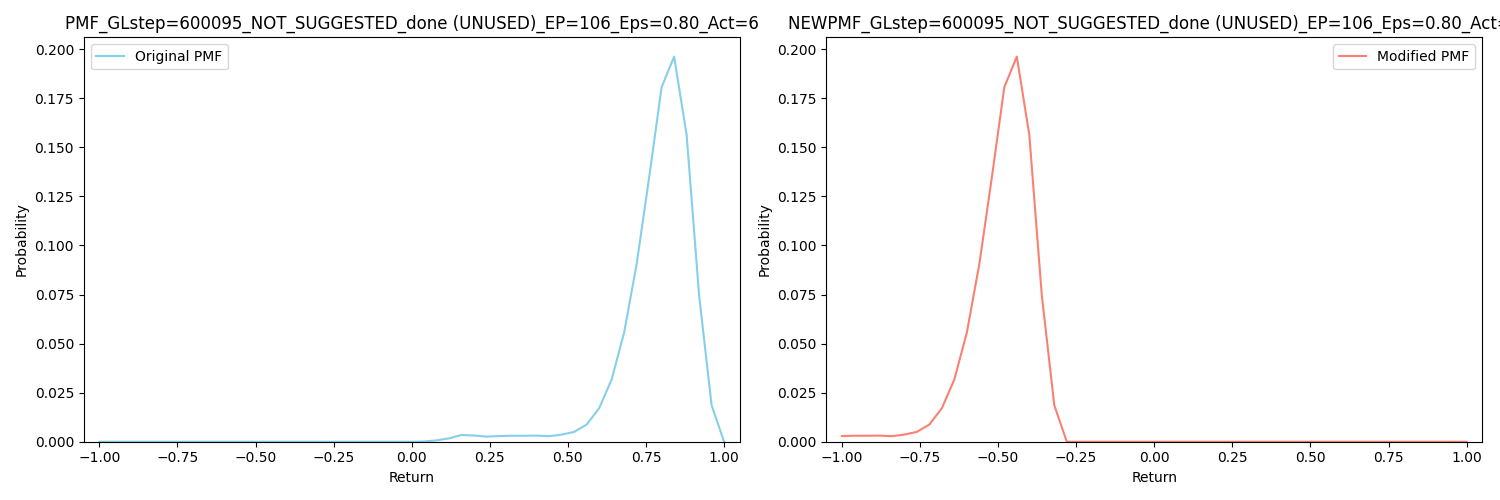 PMF_GLstep=600095_NOT_SUGGESTED_done (UNUSED)_EP=106_Eps=0.80_Act=6
Original PMF
0.200
0.175
0.150
0.125
0.100
0.075
0.050
0.025
0.000
Probability
−1.00 −0.75 −0.50 −0.25 0.00 0.25 0.50 0.75 1.00
Return
NEWPMF_GLstep=600095_NOT_SUGGESTED_done (UNUSED)_EP=106_Eps=0.80_Act=
Modified PMF
0.200
0.175
0.150
0.125
0.100
0.075
0.050
0.025
0.000
Probability
−1.00 −0.75 −0.50 −0.25 0.00 0.25 0.50 0.75 1.00
Return